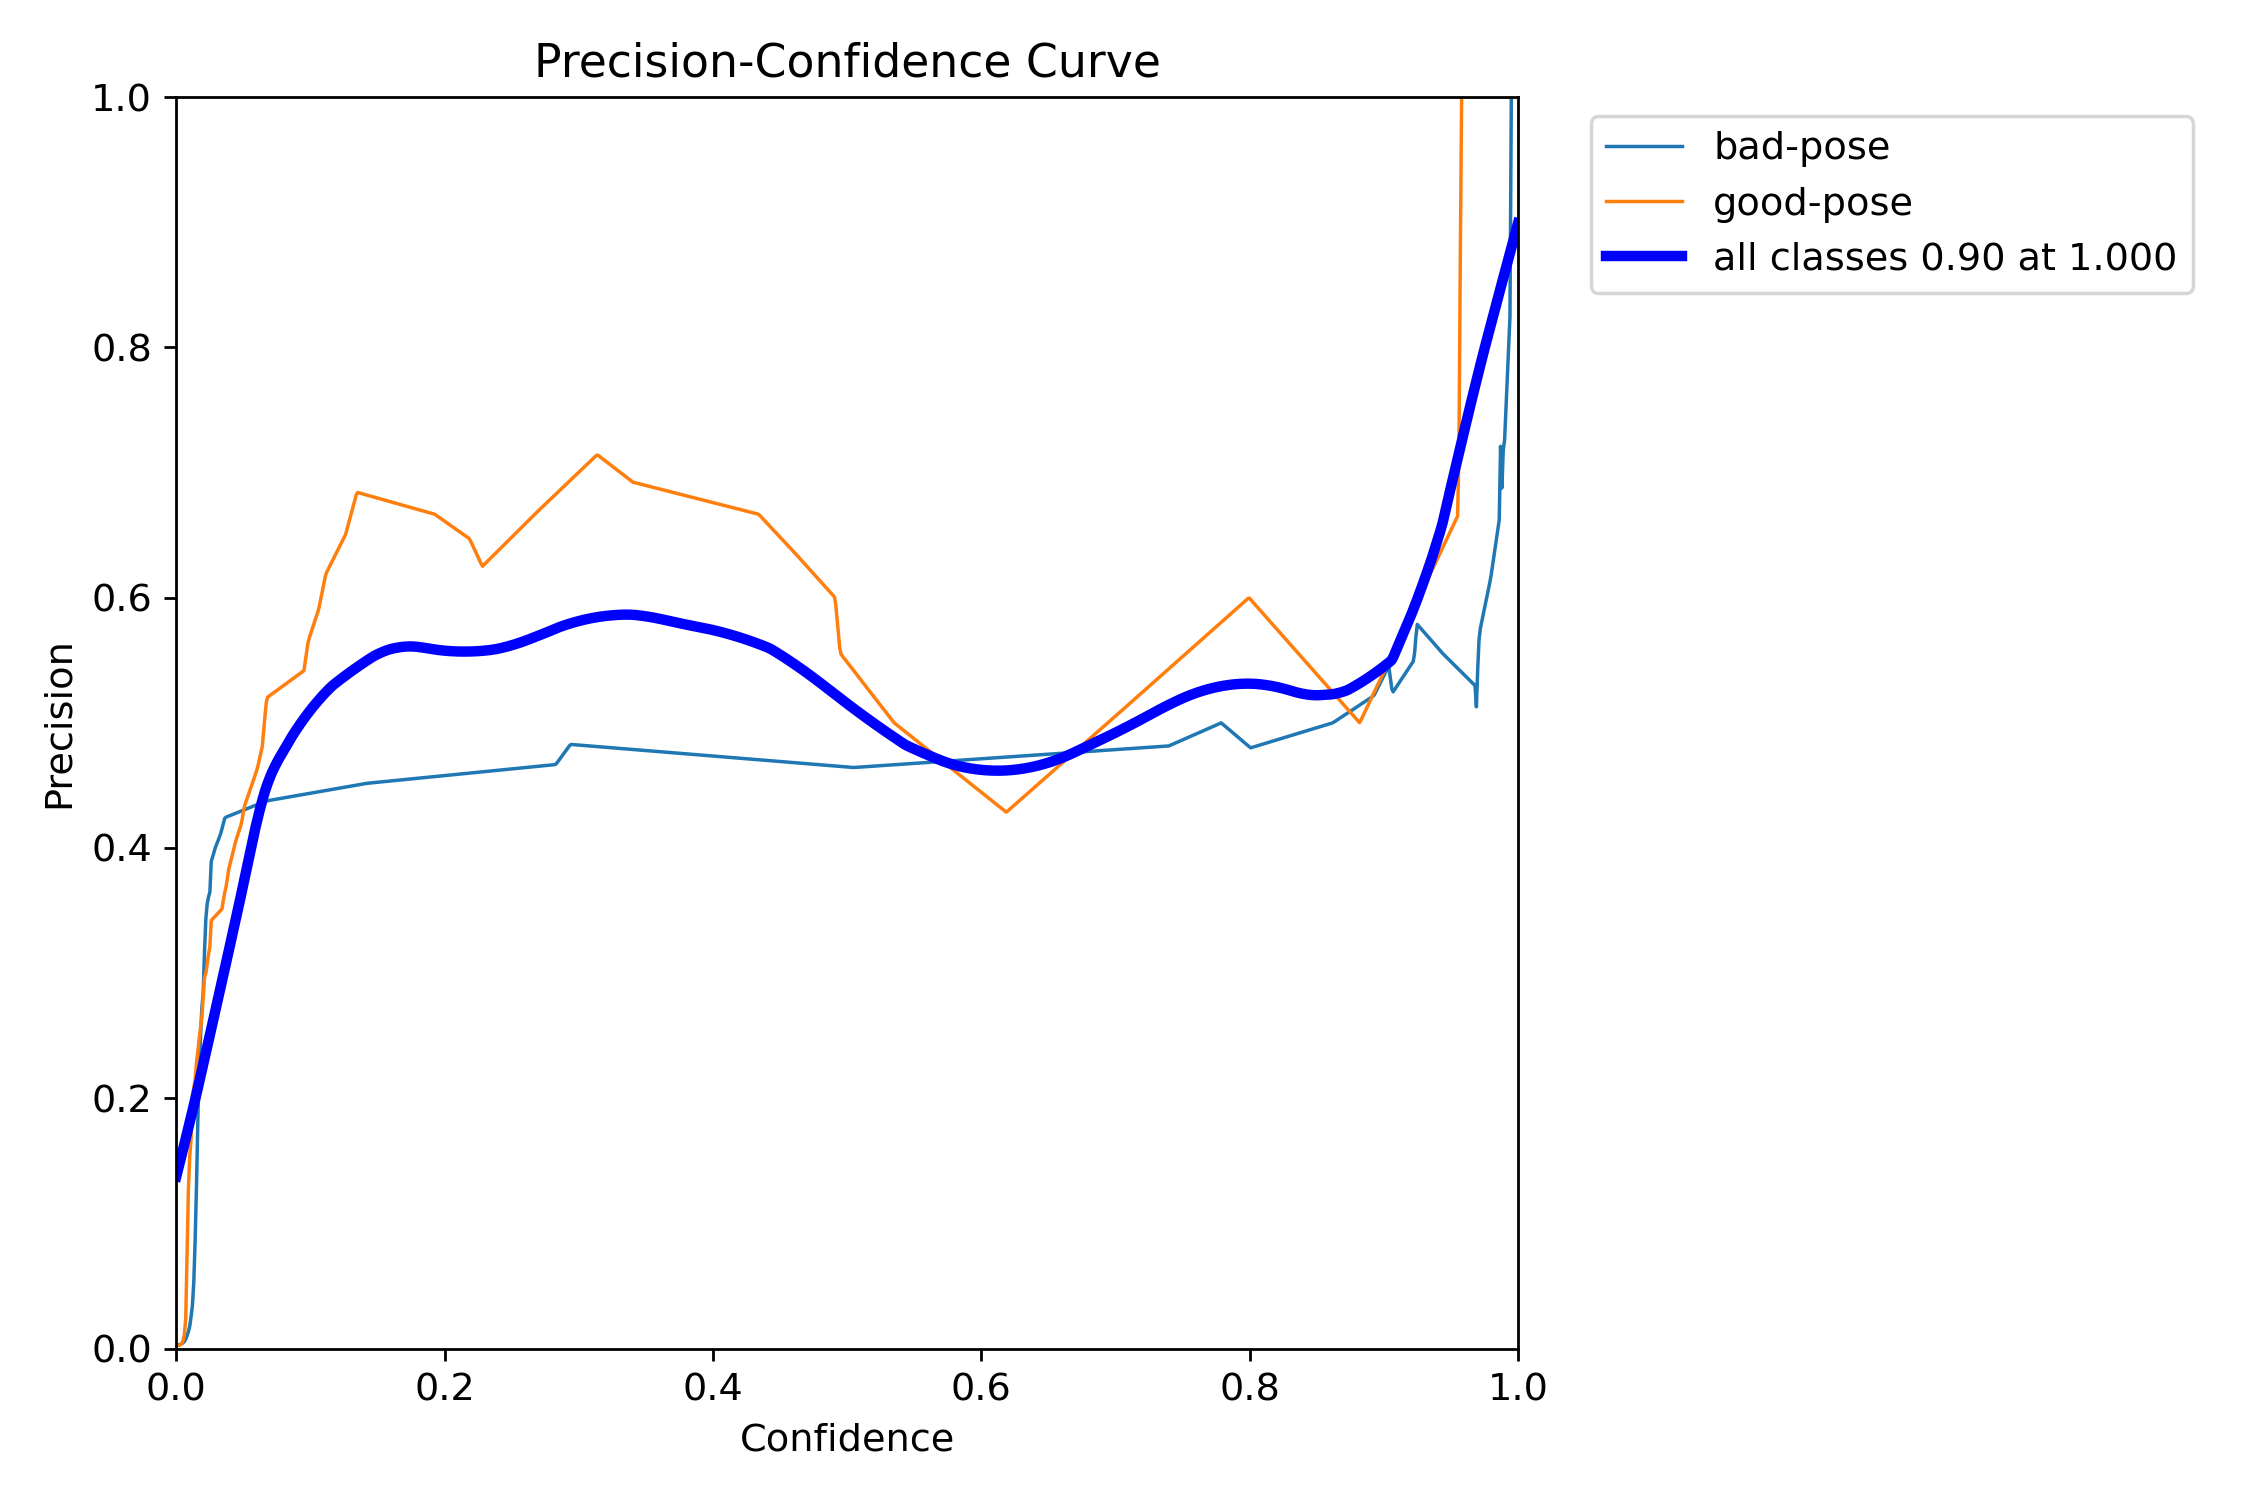 Precision-Confidence Curve
1.0
0.8
0.6
0.4
0.2
0.0
Precision
0.0 0.2 0.4 0.6 0.8 1.0
Confidence
bad-pose
good-pose
all classes 0.90 at 1.000